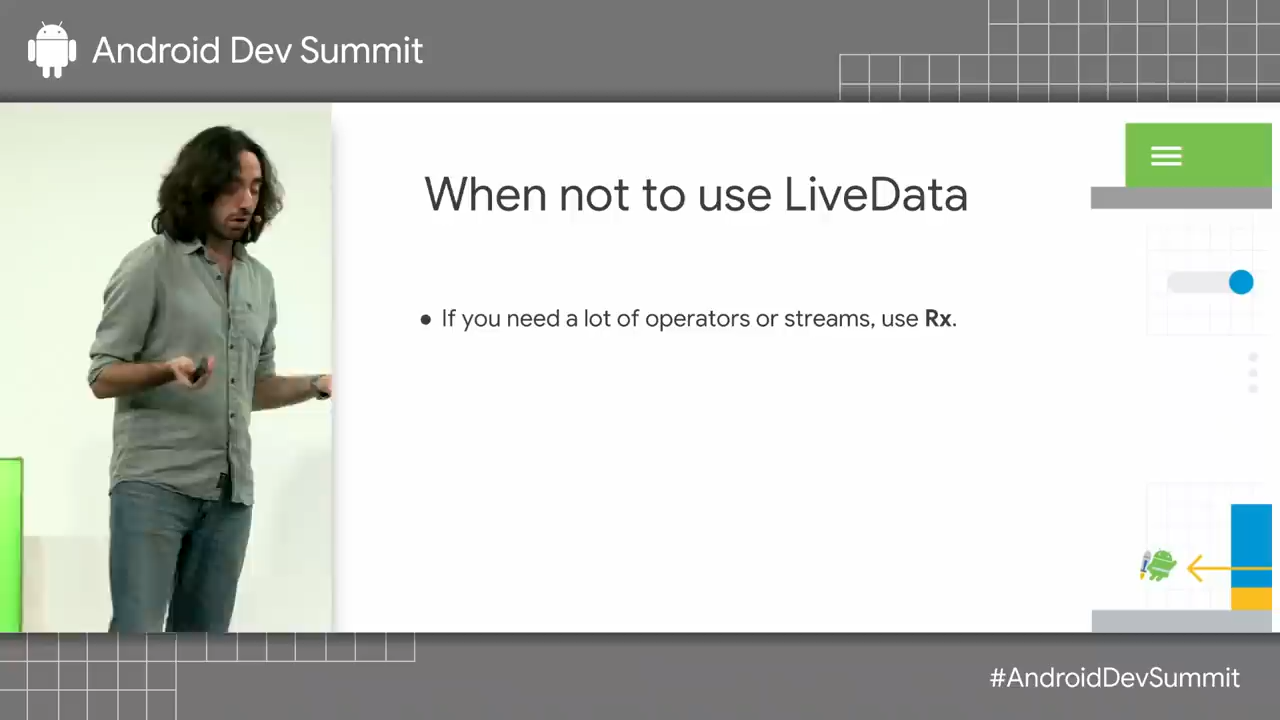 Android Dev Summit
When not to use LiveData
● If you need a lot of operators or streams, use Rx.
#AndroidDevSummit